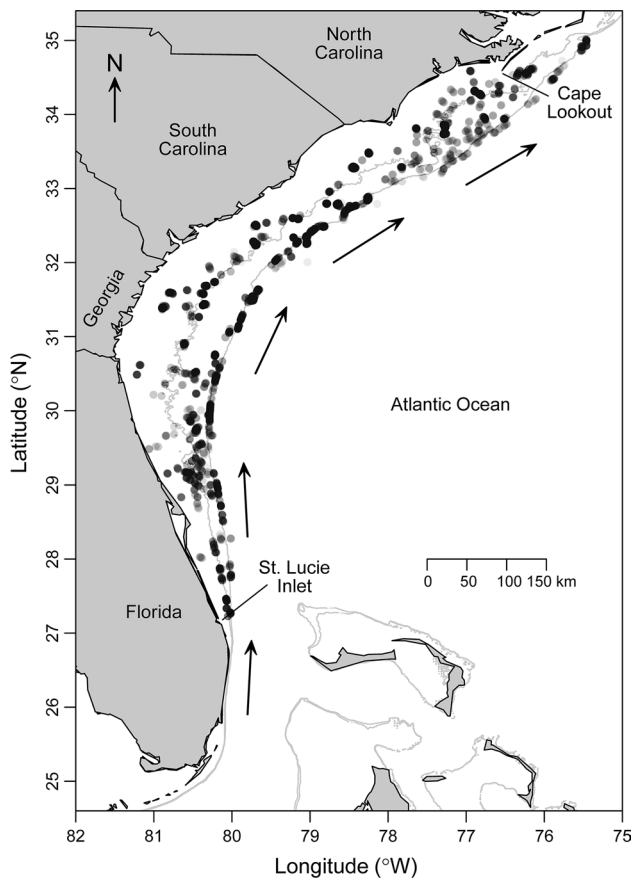 35
34
33
32
31
30
29
28
27
26
25
Latitude (°N)
N
North
Carolina
South
Carolina
Georgia
Cape
Lookout
Atlantic Ocean
St. Lucie
Inlet
0 50 100 150 km
Florida
82 81 80 79 78 77 76 75
Longitude (°W)